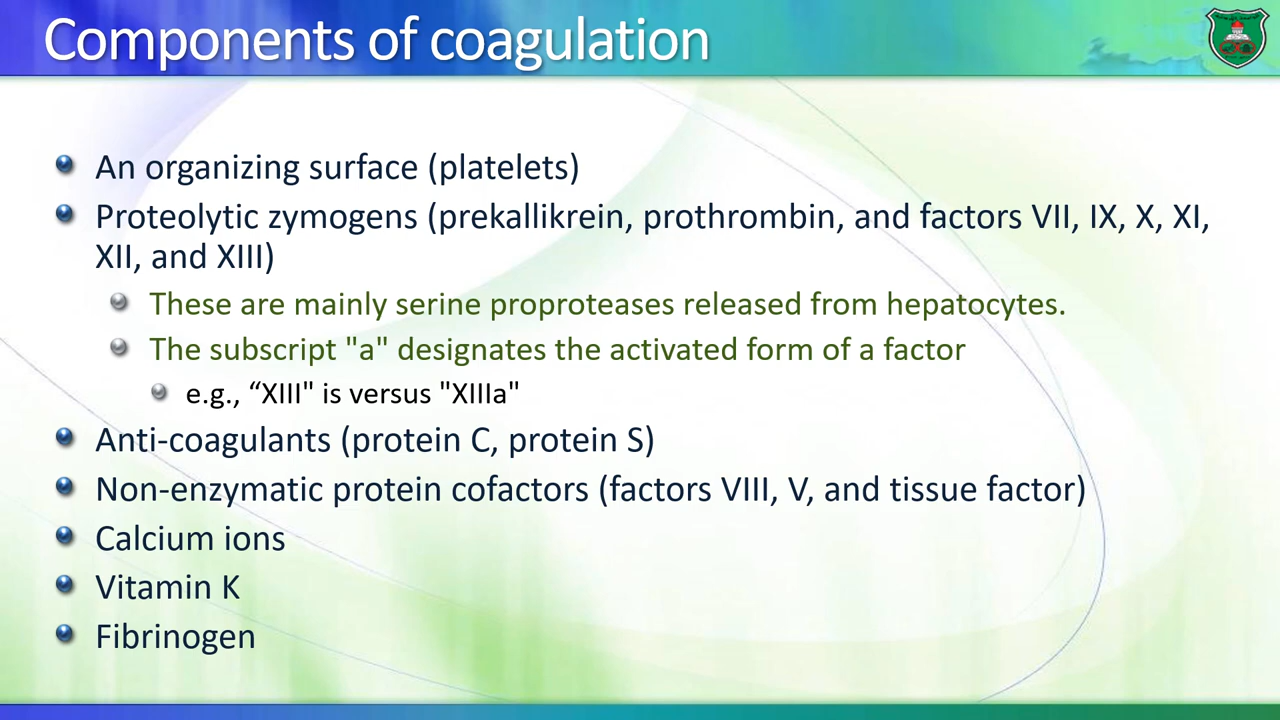 Components of coagulation
An organizing surface (platelets)
Proteolytic zymogens (prekallikrein, prothrombin, and factors VII, IX, X, XI,
XII, and XIII)
These are mainly serine proproteases released from hepatocytes.
The subscript "a" designates the activated form of a factor
e.g., “XIII" is versus "XIIIa"
Anti-coagulants (protein C, protein S)
Non-enzymatic protein cofactors (factors VIII, V, and tissue factor)
Calcium ions
Vitamin K
Fibrinogen